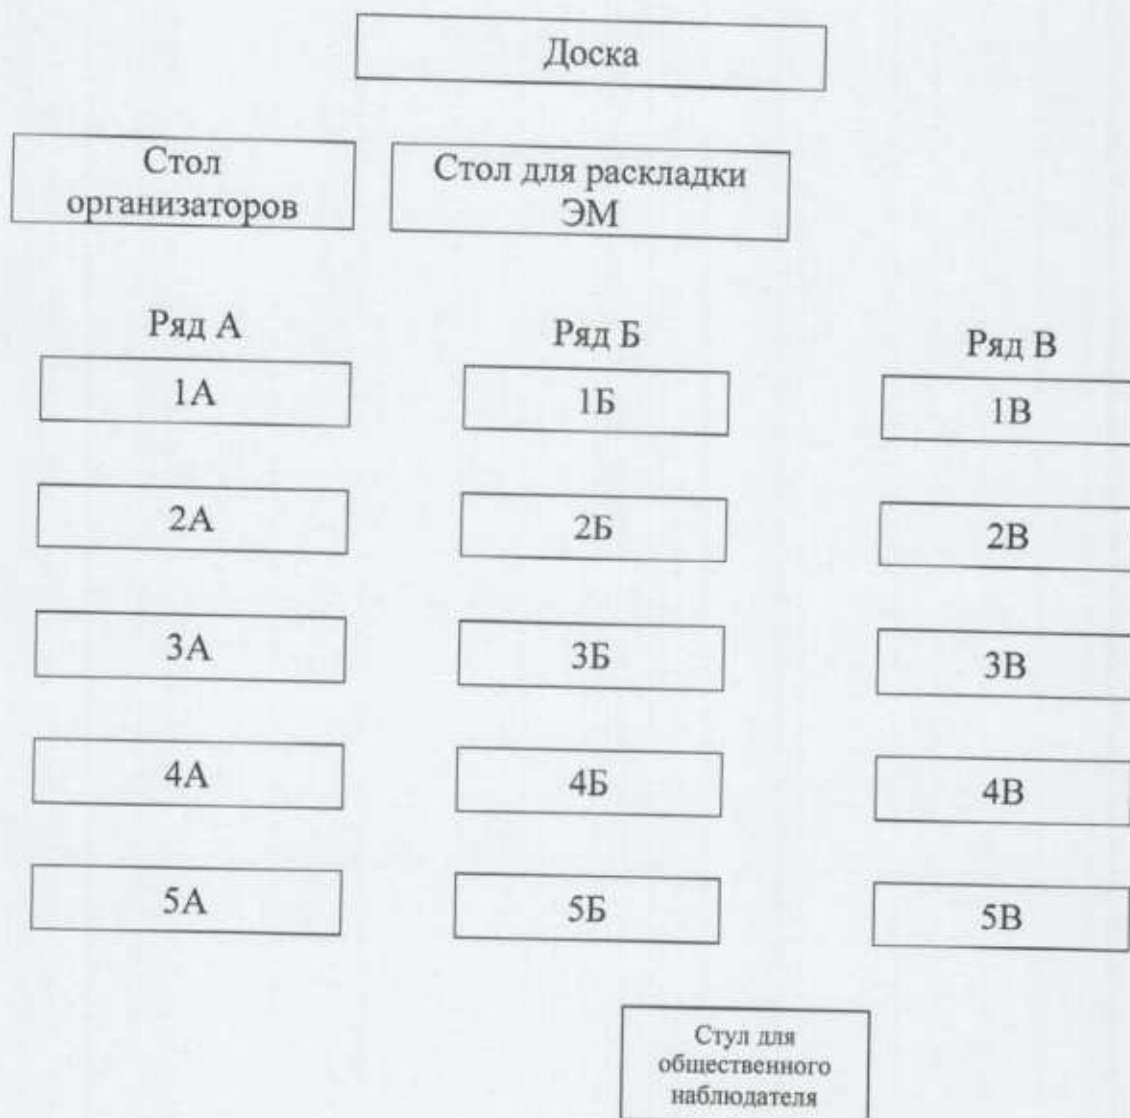 Доска
Стол
организаторов
Стол для раскладки
ЭМ
Ряд А
Ряд Б
Ряд В
1А
1Б
1В
2А
2Б
2В
3А
3Б
3В
4А
4Б
4В
5А
5Б
5В
Стул для
общественного
наблюдателя